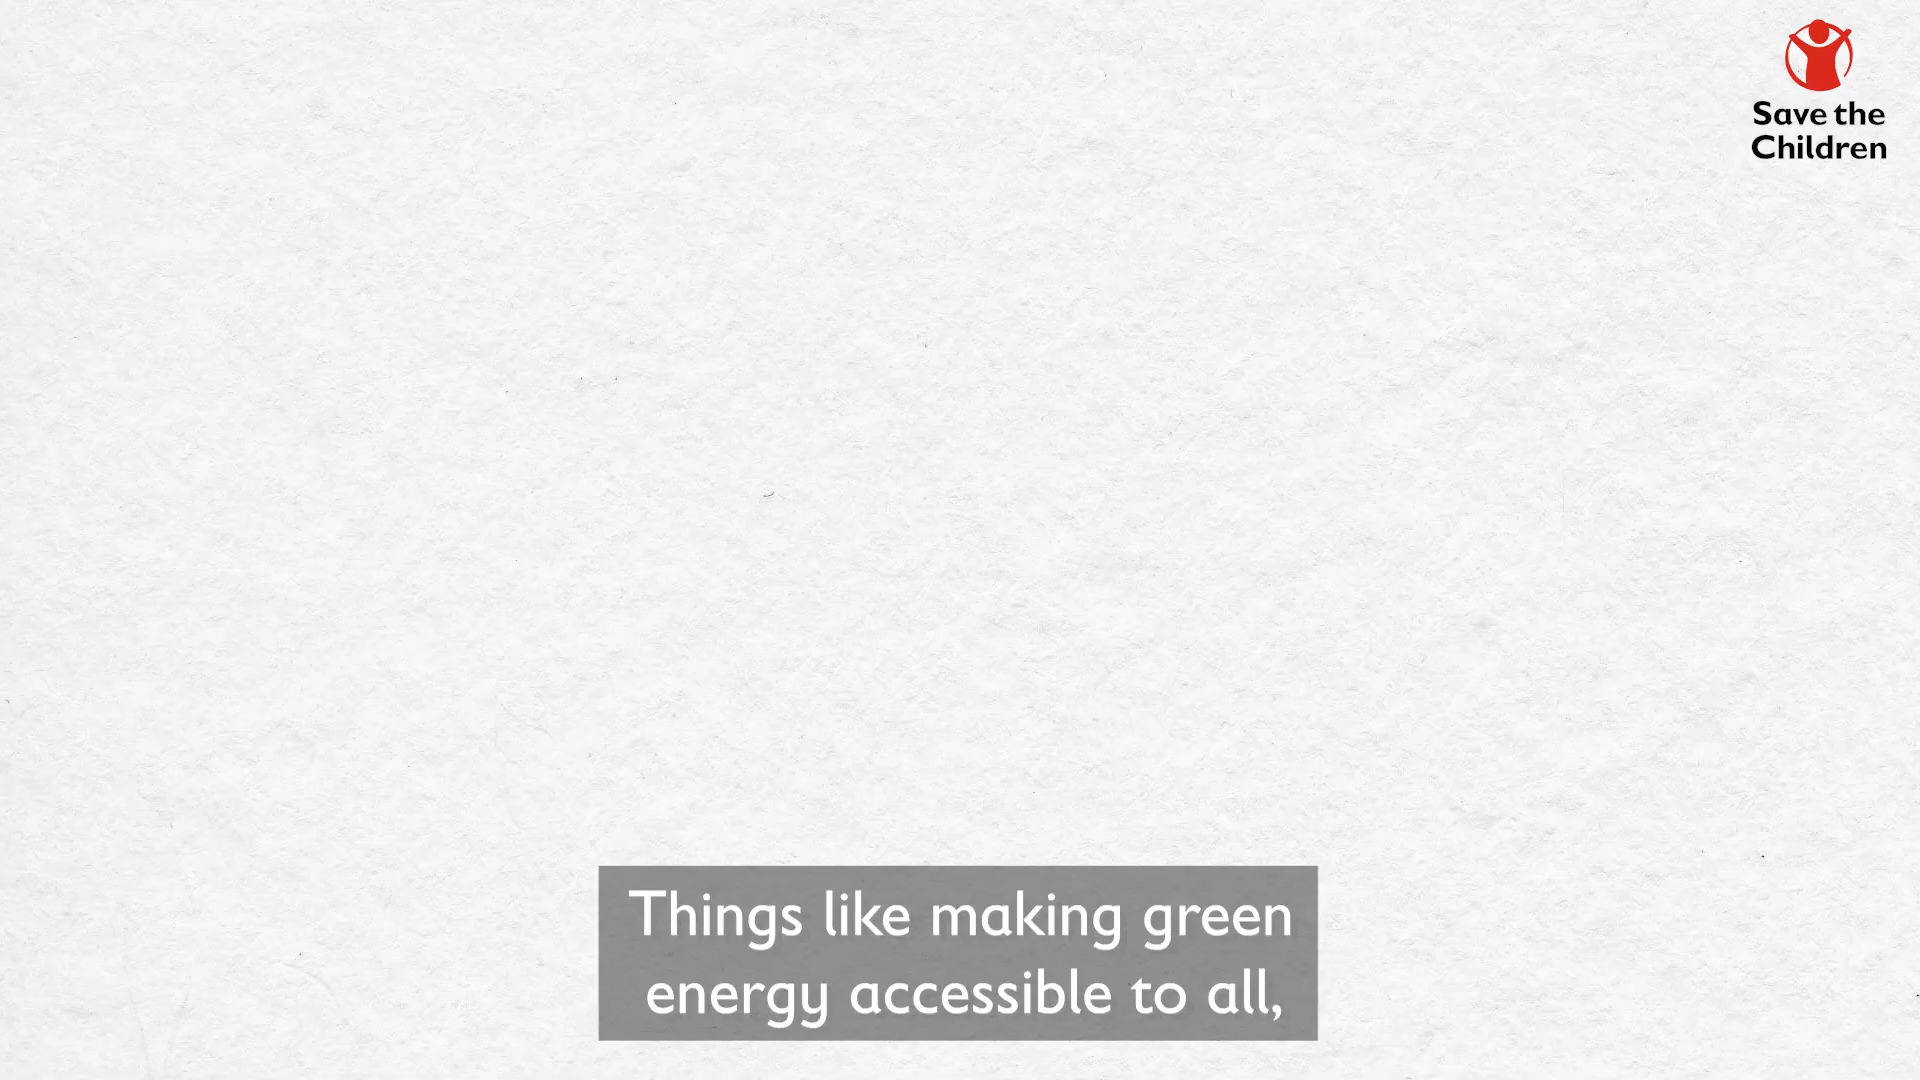 Save the
Children
Things like making green
energy accessible to all,